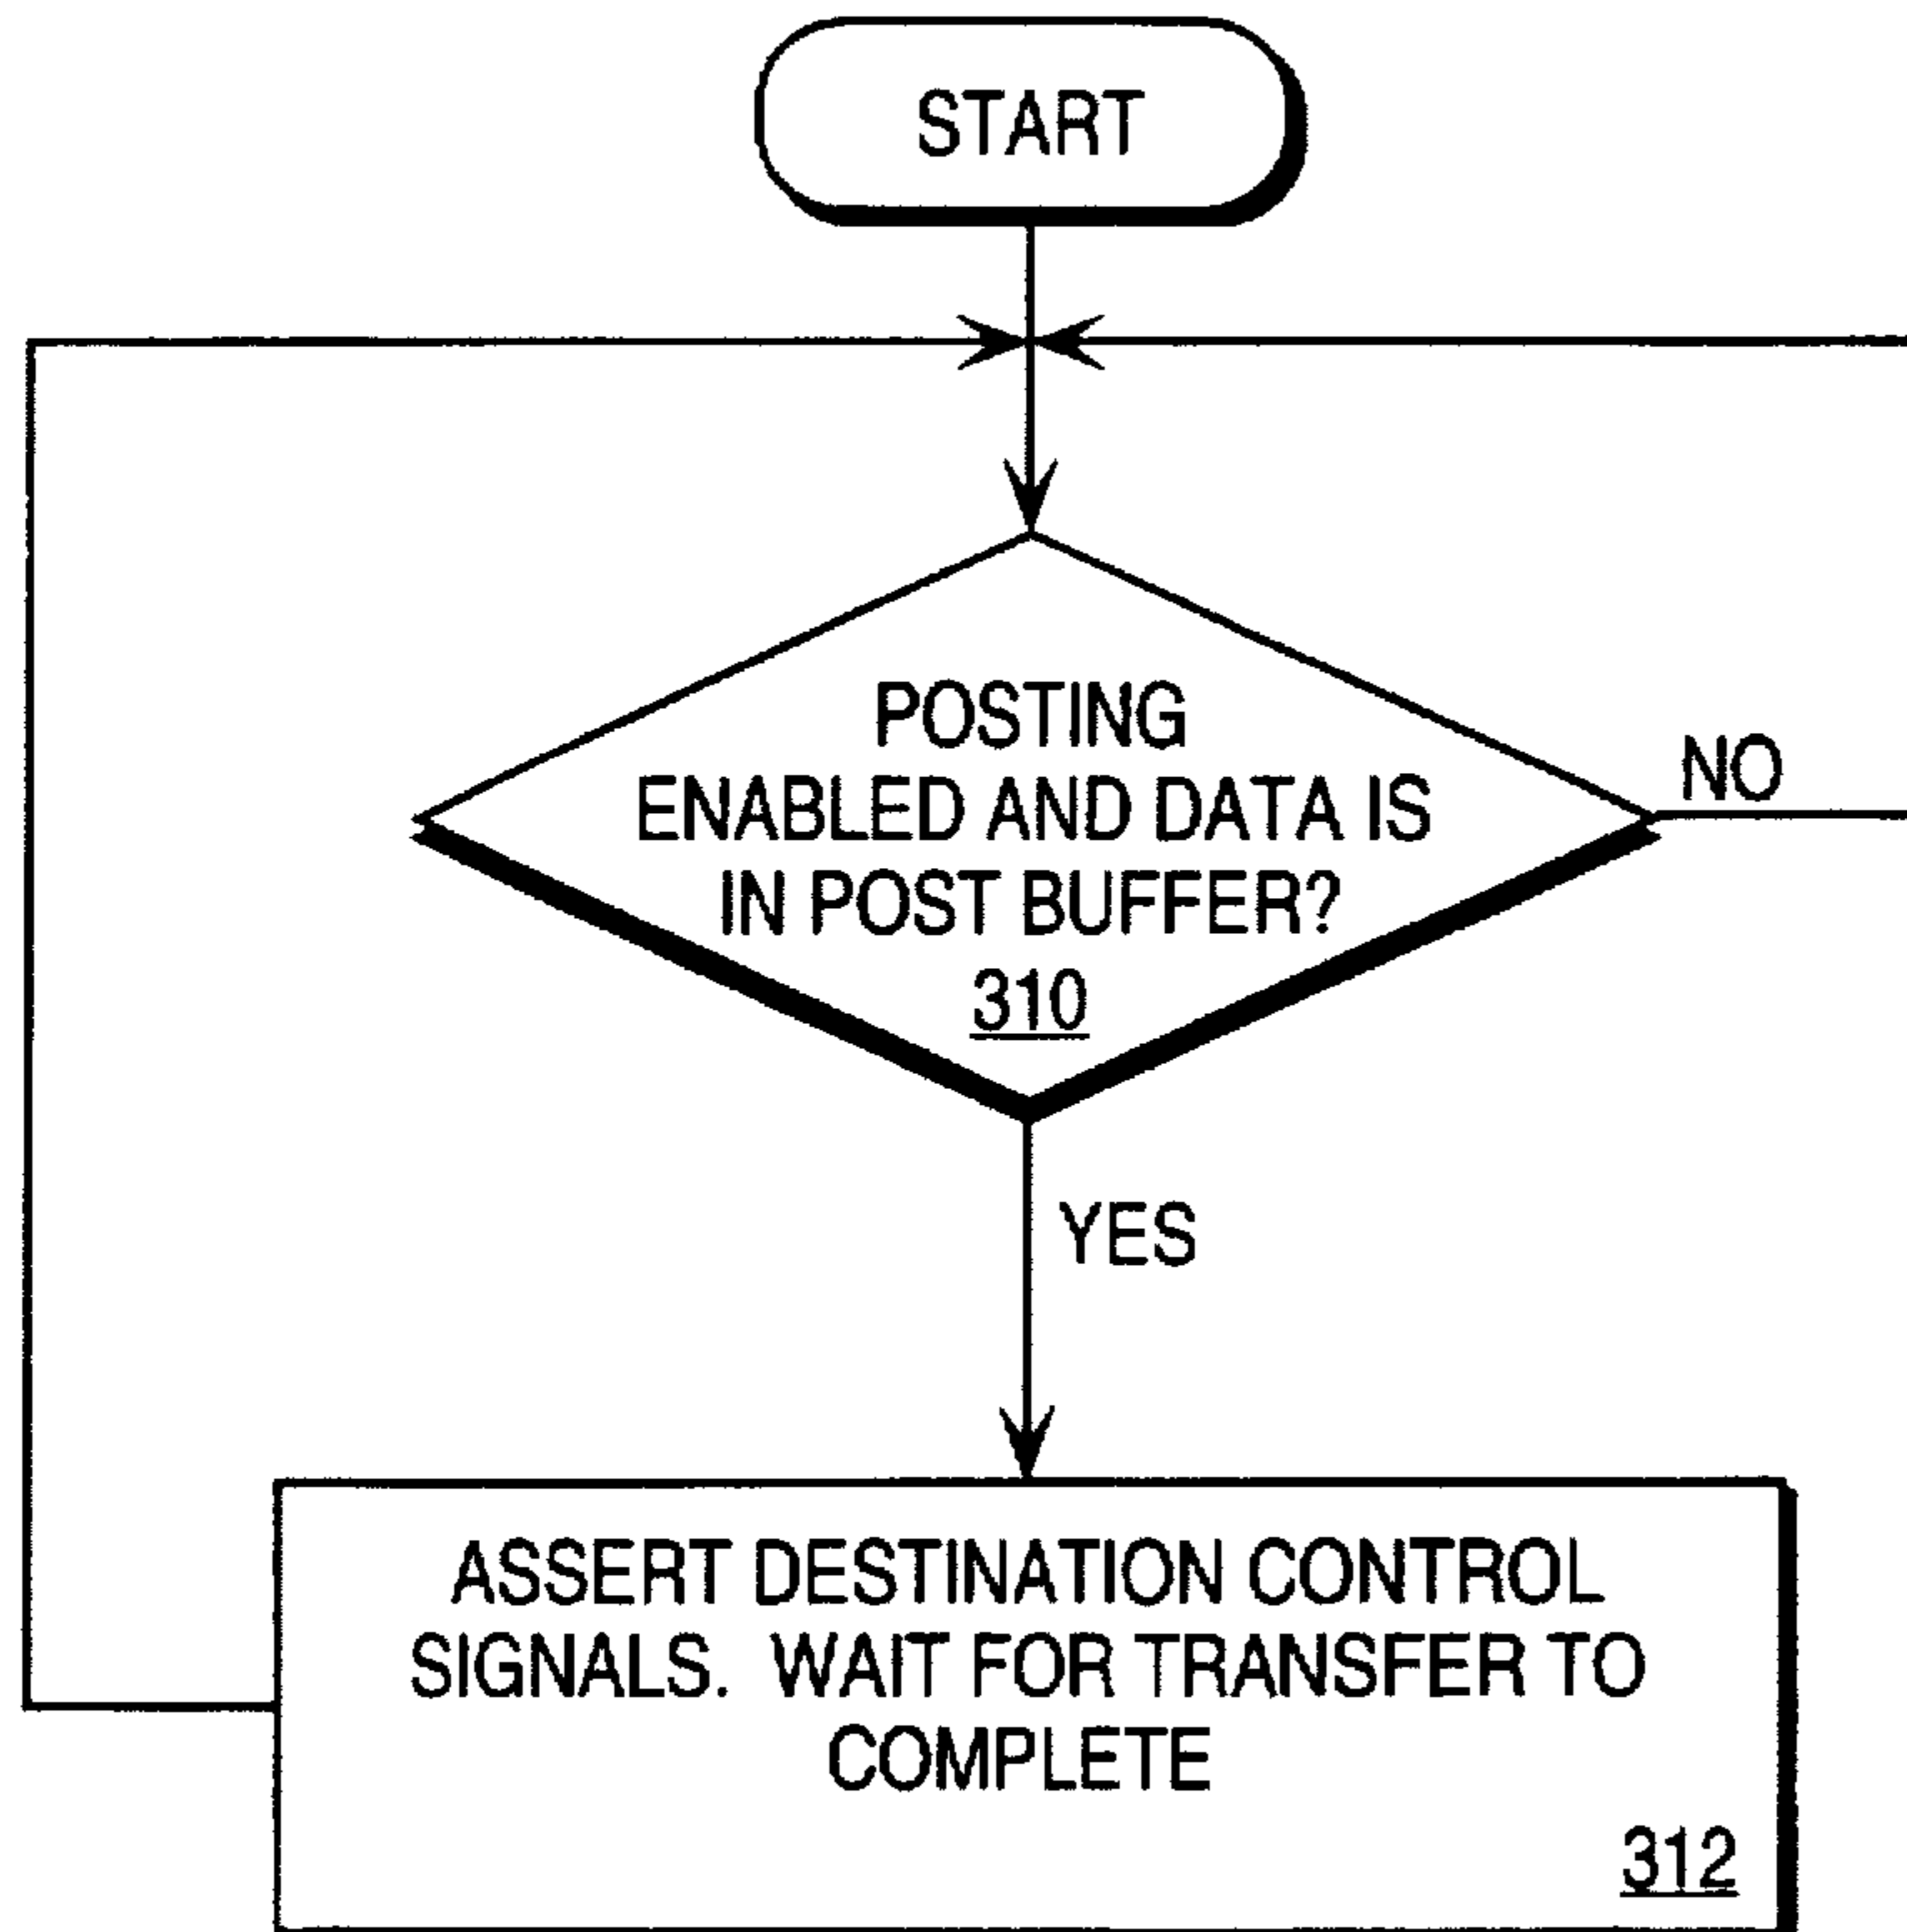 START
POSTING
ENABLED AND DATA IS
IN POST BUFFER?
310
NO
YES
ASSERT DESTINATION CONTROL
SIGNALS. WAIT FOR TRANSFER TO
COMPLETE
312